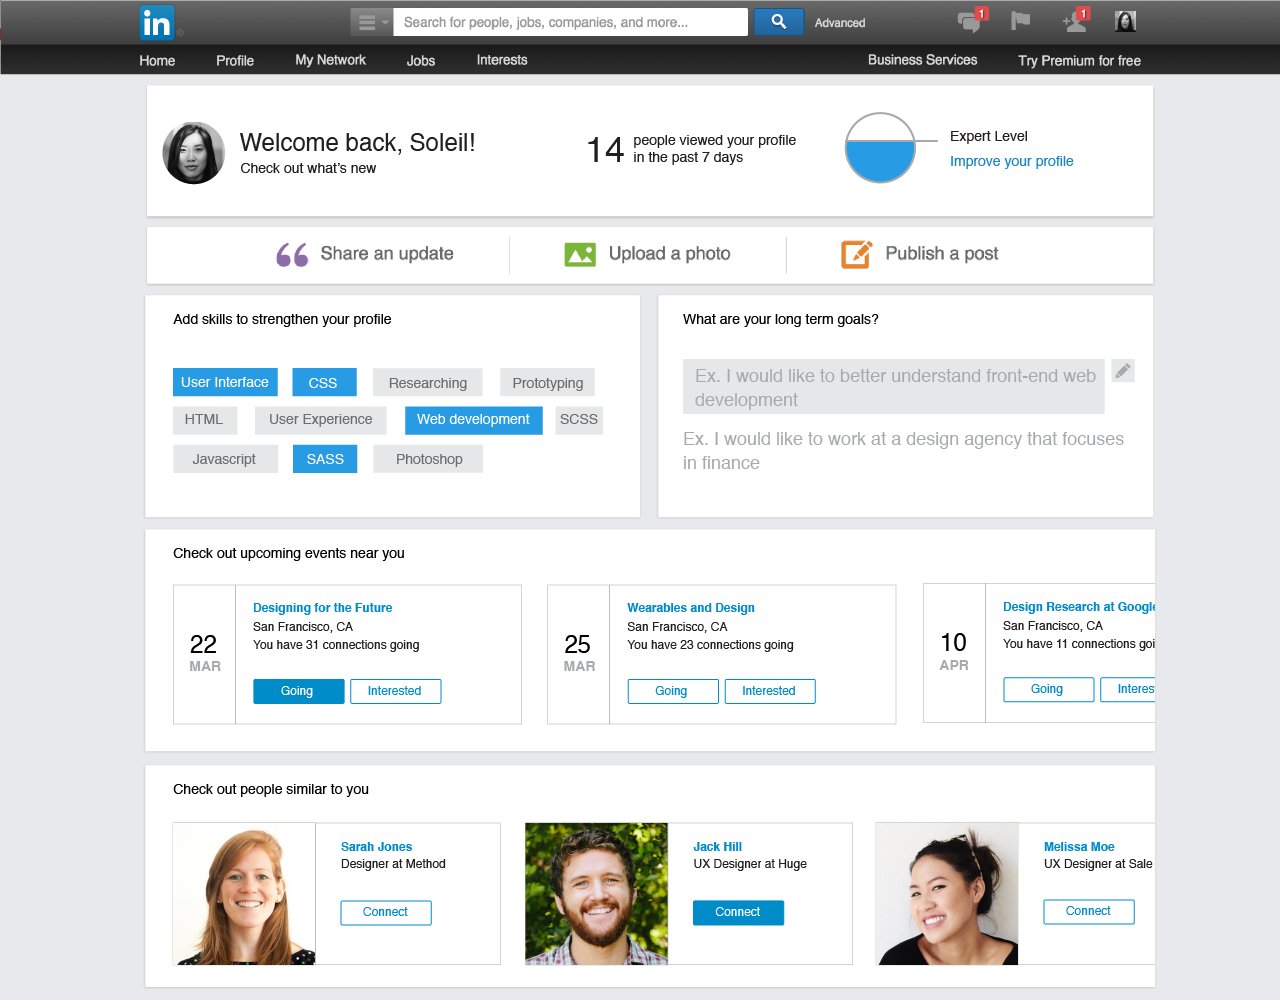 in
Search for people, jobs, companies, and more...
Advanced
1
1
Home
Profile
My Network
Jobs
Interests
Business Services
Try Premium for free
Welcome back, Soleil!
Check out what's new
14
people viewed your profile
in the past 7 days
Expert Level
Improve your profile
Share an update
Upload a photo
Publish a post
Add skills to strengthen your profile
User Interface
CSS
Researching
Prototyping
HTML
User Experience
Web development
SCSS
Javascript
SASS
Photoshop
What are your long term goals?
Ex. I would like to better understand front-end web
development
Ex. I would like to work at a design agency that focuses
in finance
Check out upcoming events near you
22
MAR
Designing for the Future
San Francisco, CA
You have 31 connections going
Going
Interested
25
MAR
Wearables and Design
San Francisco, CA
You have 23 connections going
Going
Interested
10
APR
Design Research at Google
San Francisco, CA
You have 11 connections goi
Going
Interes
Check out people similar to you
Sarah Jones
Designer at Method
Connect
Jack Hill
UX Designer at Huge
Connect
Melissa Moe
UX Designer at Sale
Connect